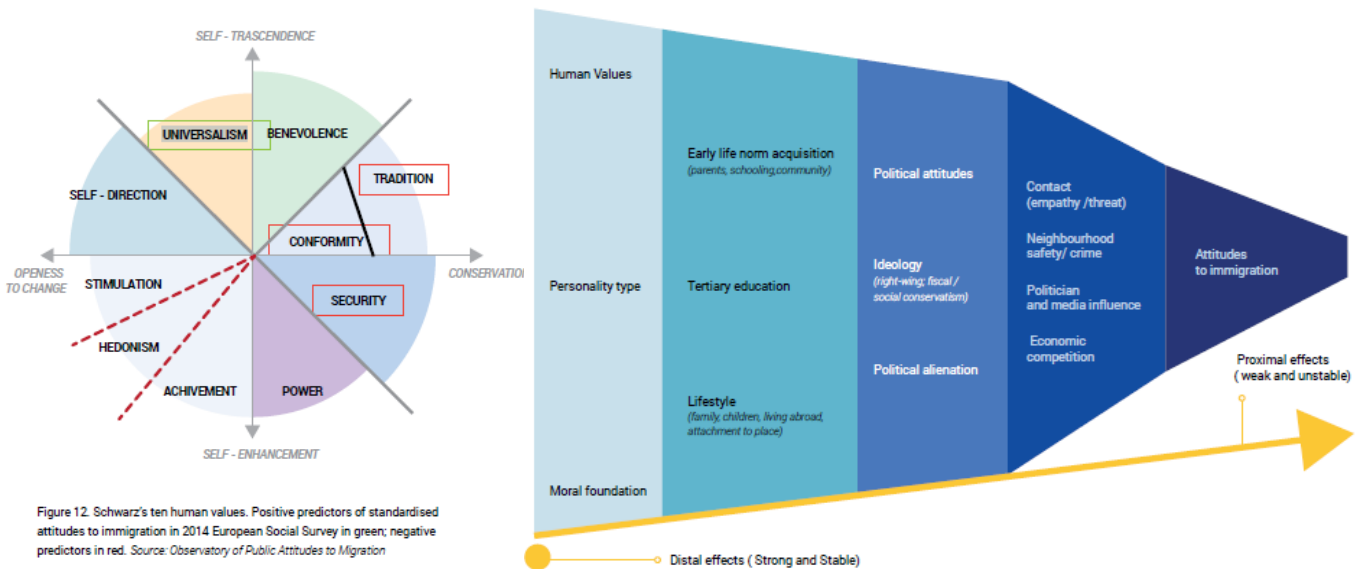 SELF - TRASCENDENCE
UNIVERSALISM
BENEVOLENCE
SELF - DIRECTION
TRADITION
CONFORMITY
OPENESS
TO CHANGE
CONSERVATION
STIMULATION
SECURITY
HEDONISM
ACHIVEMENT
POWER
SELF - ENHANCEMENT
Figure 12. Schwarz's ten human values. Positive predictors of standardised
attitudes to immigration in 2014 European Social Survey in green; negative
predictors in red. Source: Observatory of Public Attitudes to Migration
Human Values
Personality type
Moral foundation
Early life norm acquisition
(parents, schooling,community)
Tertiary education
Lifestyle
(family, children, living abroad,
attachment to place)
Political attitudes
Ideology
(right-wing; fiscal /
social conservatism)
Political alienation
Contact
(empathy /threat)
Neighbourhood
safety/ crime
Politician
and media influence
Economic
competition
Attitudes
to immigration
Proximal effects
( weak and unstable)
Distal effects ( Strong and Stable)